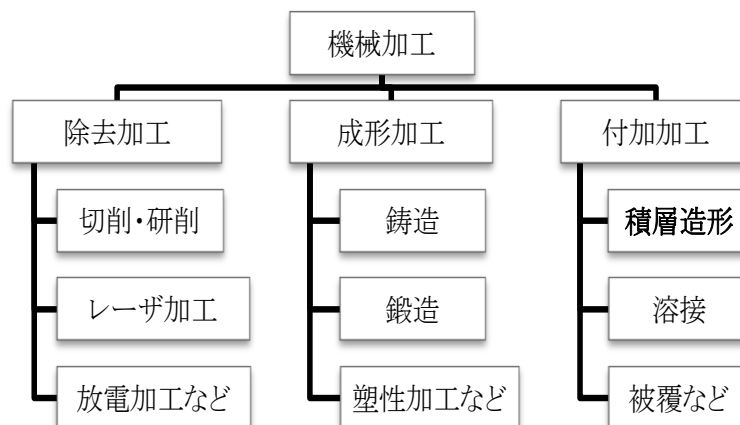 機械加工
除去加工
成形加工
付加加工
切削・研削
鋳造
積層造形
レーザ加工
鍛造
溶接
放電加工など
塑性加工など
被覆など